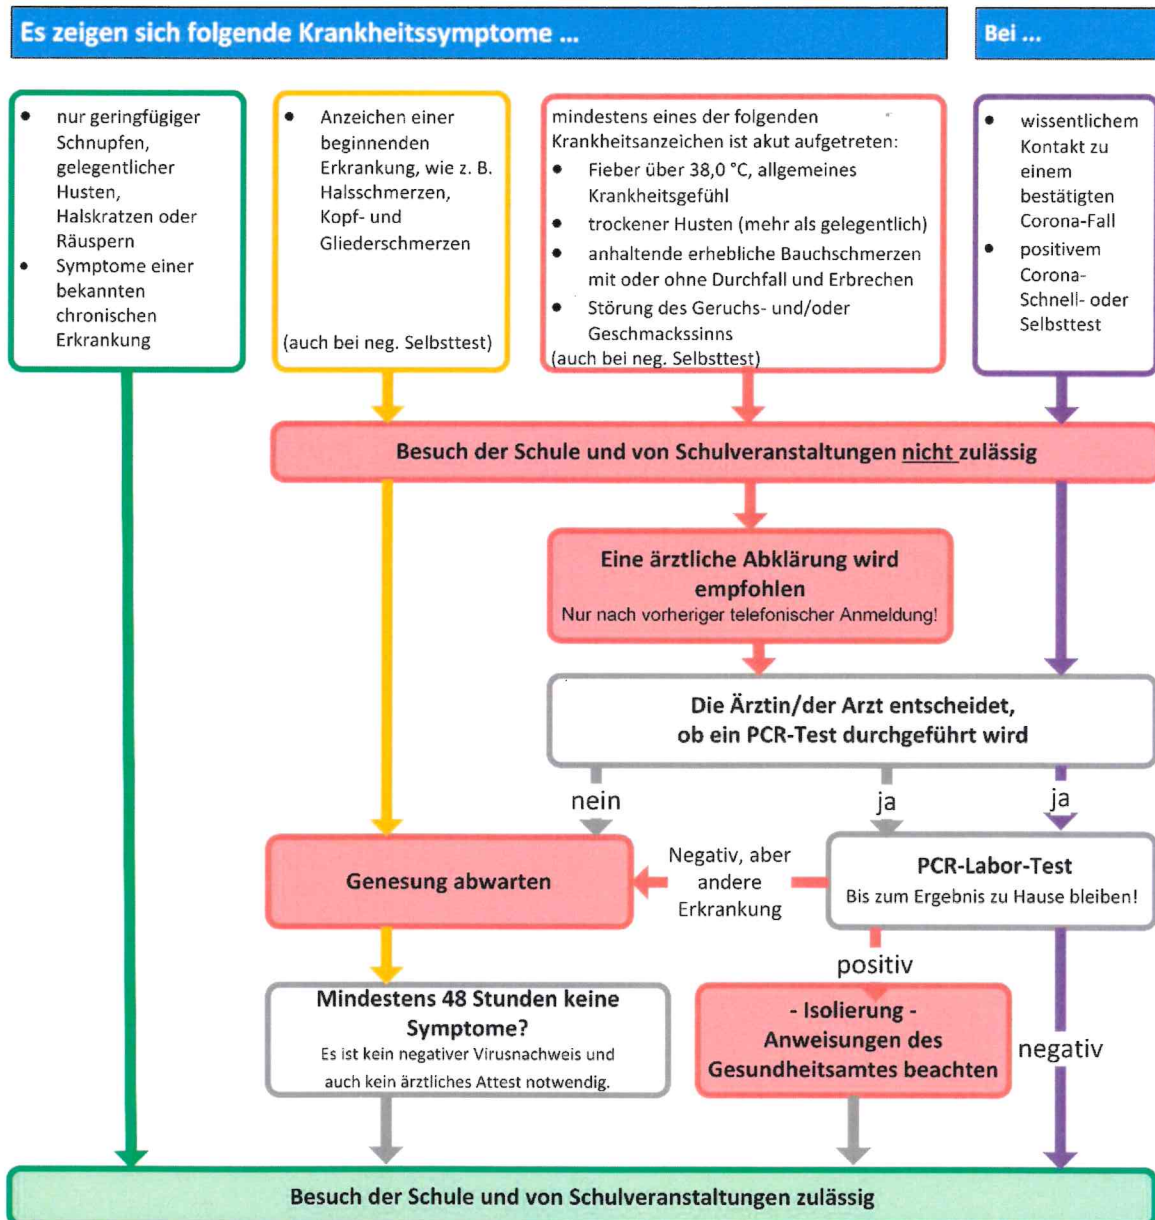 Es zeigen sich folgende Krankheitssymptome ...
Bei ...
• nur geringfügiger
Schnupfen,
gelegentlicher
Husten,
Halskratzen oder
Räuspern
• Symptome einer
bekannten
chronischen
Erkrankung
• Anzeichen einer
beginnenden
Erkrankung, wie z. B.
Halsschmerzen,
Kopf- und
Gliederschmerzen
(auch bei neg. Selbsttest)
mindestens eines der folgenden
Krankheitsanzeichen ist akut aufgetreten:
• Fieber über 38,0 °C, allgemeines
Krankheitsgefühl
• trockener Husten (mehr als gelegentlich)
• anhaltende erhebliche Bauchschmerzen
mit oder ohne Durchfall und Erbrechen
• Störung des Geruchs- und/oder
Geschmackssinns
(auch bei neg. Selbsttest)
• wissentlichem
Kontakt zu
einem
bestätigten
Corona-Fall
• positivem
Corona-
Schnell- oder
Selbsttest
Besuch der Schule und von Schulveranstaltungen nicht zulässig
Eine ärztliche Abklärung wird
empfohlen
Nur nach vorheriger telefonischer Anmeldung!
Die Ärztin/der Arzt entscheidet,
ob ein PCR-Test durchgeführt wird
nein
ja
ja
Genesung abwarten
Negativ, aber
andere
Erkrankung
PCR-Labor-Test
Bis zum Ergebnis zu Hause bleiben!
positiv
Mindestens 48 Stunden keine
Symptome?
Es ist kein negativer Virusnachweis und
auch kein ärztliches Attest notwendig.
- Isolierung -
Anweisungen des
Gesundheitsamtes beachten
negativ
Besuch der Schule und von Schulveranstaltungen zulässig